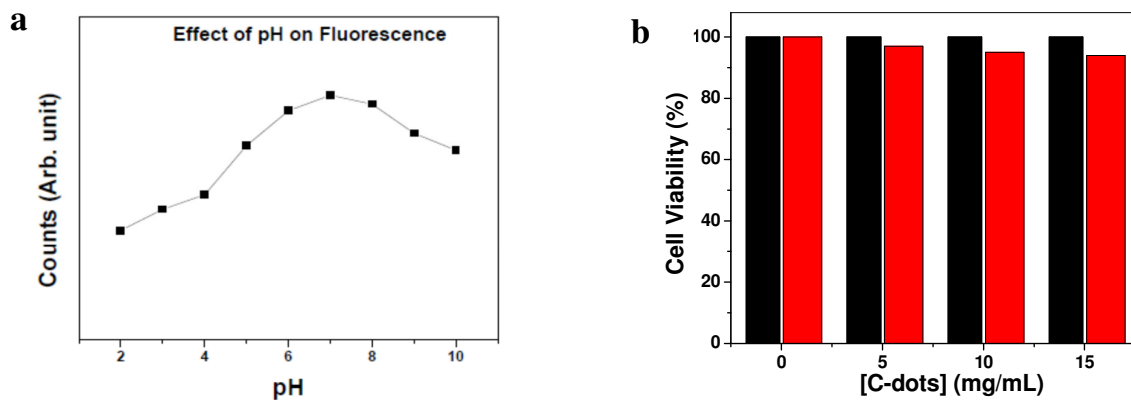 a
Effect of pH on Fluorescence
Counts (Arb. unit)
2 4 6 8 10
pH
b
Cell Viability (%)
100
80
60
40
20
0
0 5 10 15
[C-dots] (mg/mL)